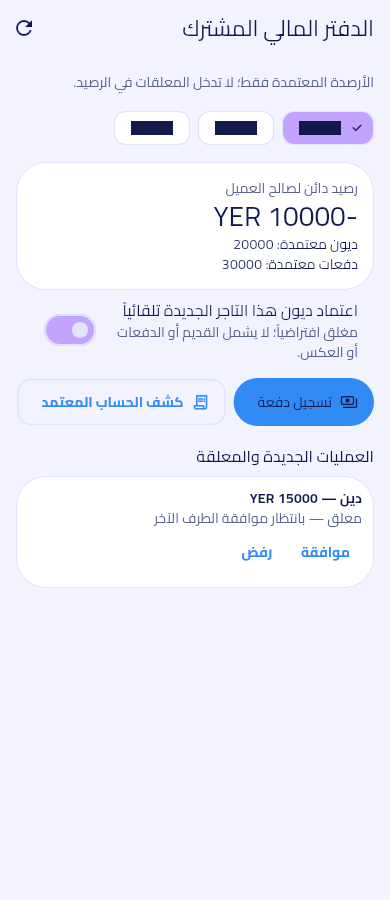 الدفتر المالي المشترك
الأرصدة المعتمدة فقط؛ لا تدخل المعلقات في الرصيد.
رصيد دائن لصالح العميل
YER 10000-
ديون معتمدة: 20000
دفعات معتمدة: 30000
اعتماد ديون هذا التاجر الجديدة تلقائياً
مغلق افتراضياً؛ لا يشمل القديم أو الدفعات
أو العكس.
تسجيل دفعة
كشف الحساب المعتمد
العمليات الجديدة والمعلقة
دين — YER 15000
معلق — بانتظار موافقة الطرف الآخر
موافقة
رفض